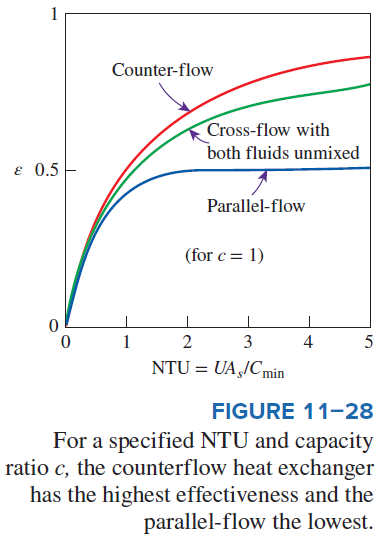 1
Counter-flow
Cross-flow with
both fluids unmixed
ε 0.5
Parallel-flow
(for c = 1)
0
0 1 2 3 4 5
NTU = UAs/Cmin
FIGURE 11–28
For a specified NTU and capacity
ratio c, the counterflow heat exchanger
has the highest effectiveness and the
parallel-flow the lowest.